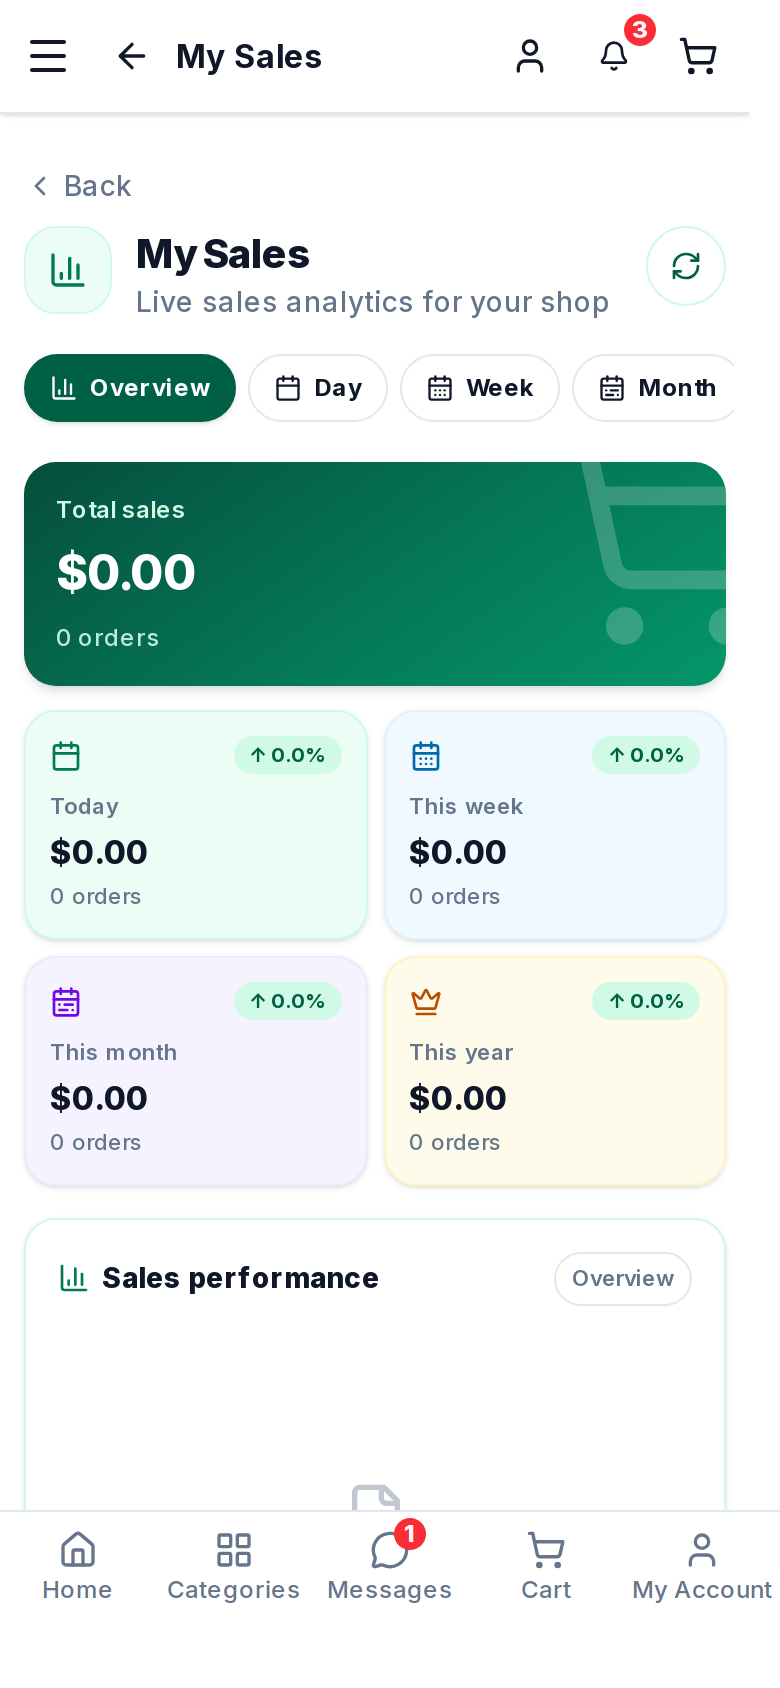 My Sales
3
Back
My Sales
Live sales analytics for your shop
Overview
Day
Week
Month
Total sales
$0.00
0 orders
↑ 0.0%
Today
$0.00
0 orders
↑ 0.0%
This week
$0.00
0 orders
↑ 0.0%
This month
$0.00
0 orders
↑ 0.0%
This year
$0.00
0 orders
Sales performance
Overview
1
Home
Categories
Messages
Cart
My Account